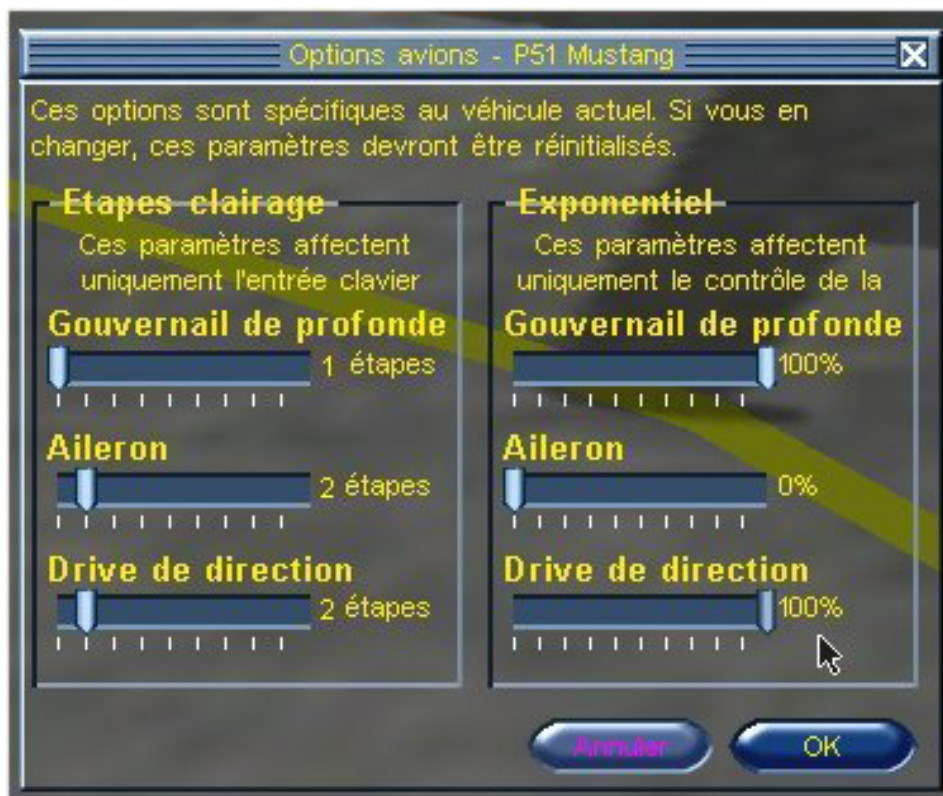 Options avions - P51 Mustang
Ces options sont spécifiques au véhicule actuel. Si vous en
changer, ces paramètres devront être réinitialisés.
Etapes clairage
Ces paramètres affectent
uniquement l'entrée clavier
Gouvernail de profonde
1 étapes
Aileron
2 étapes
Drive de direction
2 étapes
Exponentiel
Ces paramètres affectent
uniquement le contrôle de la
Gouvernail de profonde
100%
Aileron
0%
Drive de direction
100%
Annuler
OK